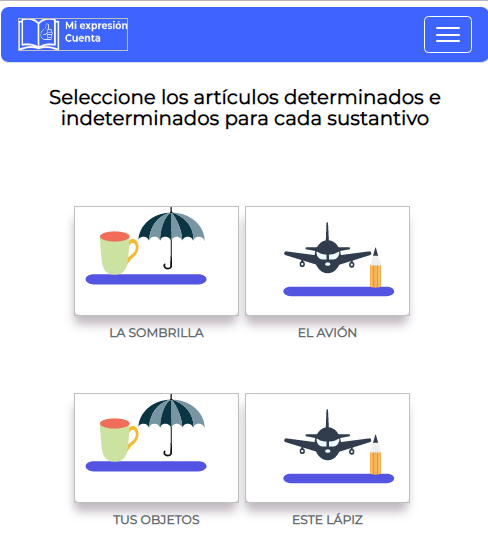 Mi expresión
Cuenta
Seleccione los artículos determinados e
indeterminados para cada sustantivo
LA SOMBRILLA
EL AVIÓN
TUS OBJETOS
ESTE LÁPIZ